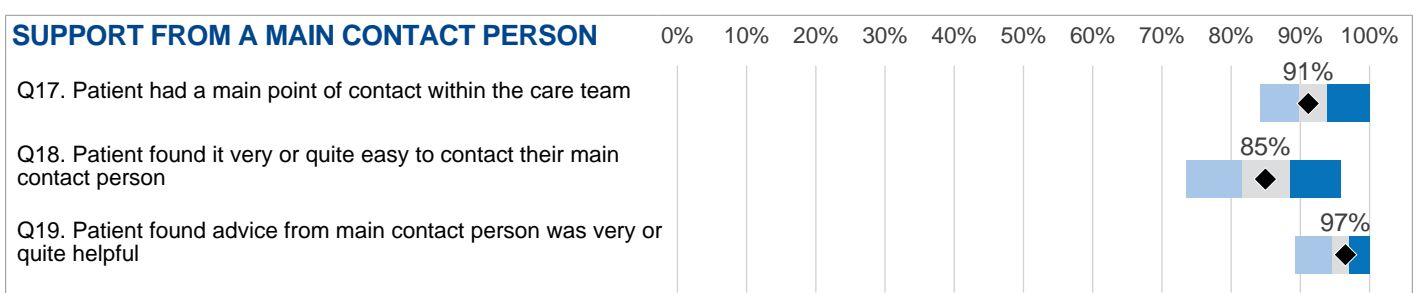 SUPPORT FROM A MAIN CONTACT PERSON 0% 10% 20% 30% 40% 50% 60% 70% 80% 90% 100%
91%
Q17. Patient had a main point of contact within the care team
85%
Q18. Patient found it very or quite easy to contact their main
contact person
97%
Q19. Patient found advice from main contact person was very or
quite helpful